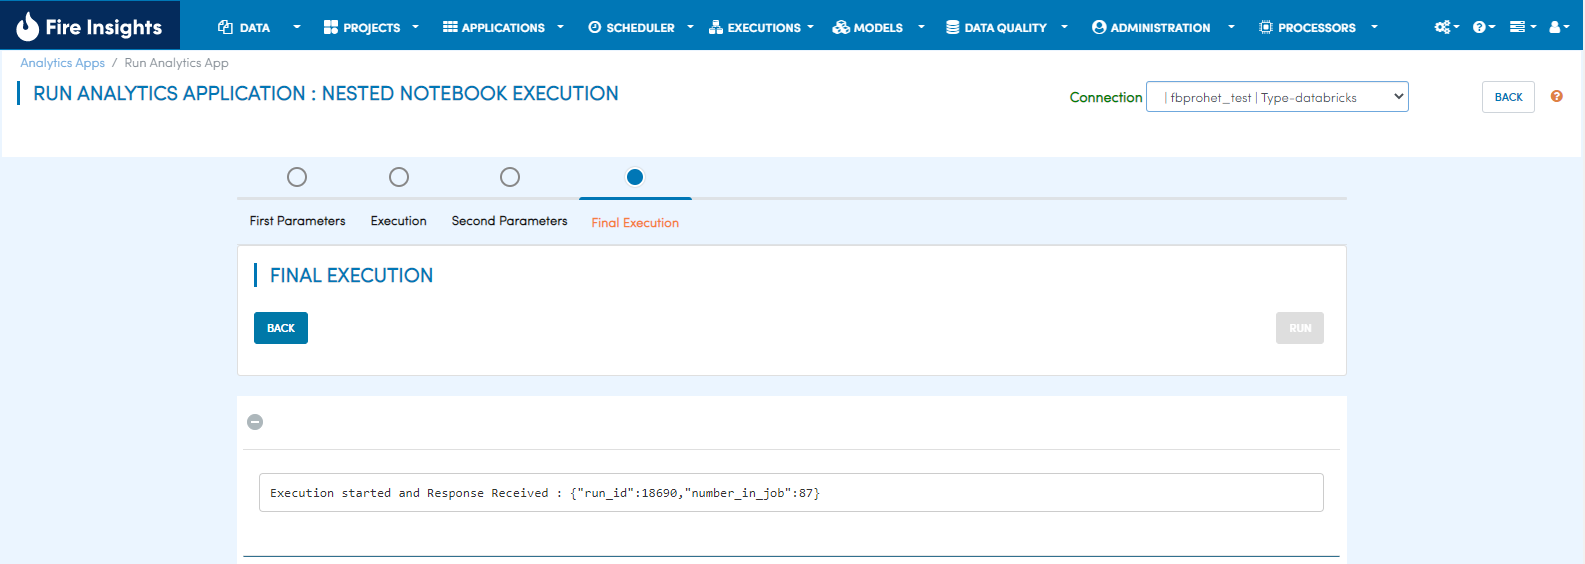 Fire Insights DATA PROJECTS APPLICATIONS SCHEDULER EXECUTIONS MODELS DATA QUALITY ADMINISTRATION PROCESSORS
Analytics Apps / Run Analytics App
RUN ANALYTICS APPLICATION : NESTED NOTEBOOK EXECUTION
Connection | fbprohet_test | Type-databricks BACK
First Parameters Execution Second Parameters Final Execution
FINAL EXECUTION
BACK RUN
Execution started and Response Received : {"run_id":18690,"number_in_job":87}